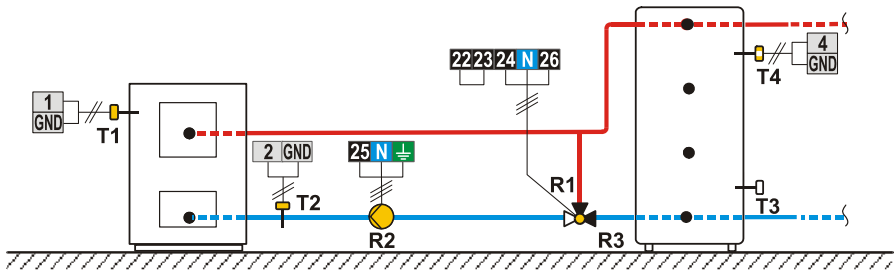 22 23 24 N 26
4
GND
T4
1
GND
T1
2 GND
25 N
R1
T2
T3
R2
R3